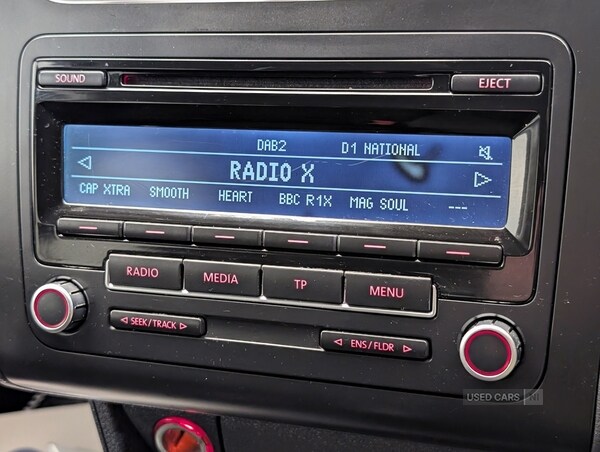 SOUND
EJECT
DAB2 D1 NATIONAL
RADIO X
CAP XTRA SMOOTH HEART BBC R1X MAG SOUL ---
RADIO MEDIA TP MENU
SEEK/TRACK
ENS/FLDR
USED CARS NI